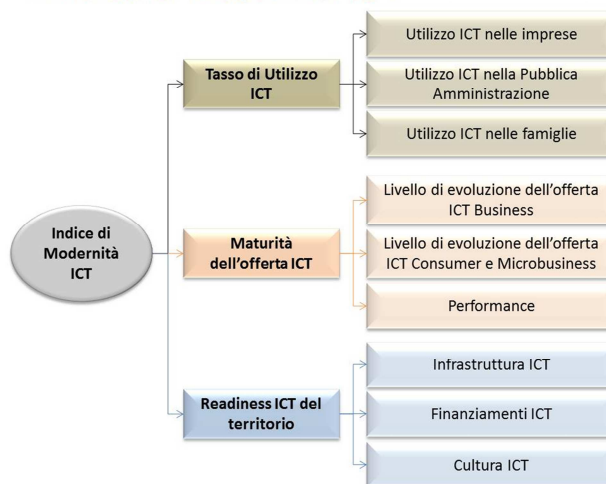 Indice di
Modernità
ICT
Tasso di Utilizzo
ICT
Utilizzo ICT nelle imprese
Utilizzo ICT nella Pubblica
Amministrazione
Utilizzo ICT nelle famiglie
Maturità
dell'offerta ICT
Livello di evoluzione dell'offerta
ICT Business
Livello di evoluzione dell'offerta
ICT Consumer e Microbusiness
Performance
Readiness ICT del
territorio
Infrastruttura ICT
Finanziamenti ICT
Cultura ICT